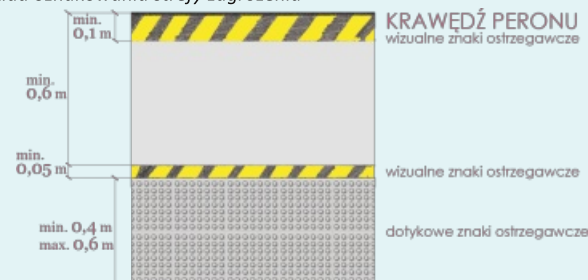 min.
0,1 m
KRAWĘDŹ PERONU
wizualne znaki ostrzegawcze
min.
0,6 m
min.
0,05 m
wizualne znaki ostrzegawcze
min. 0,4 m
max. 0,6 m
dotykowe znaki ostrzegawcze